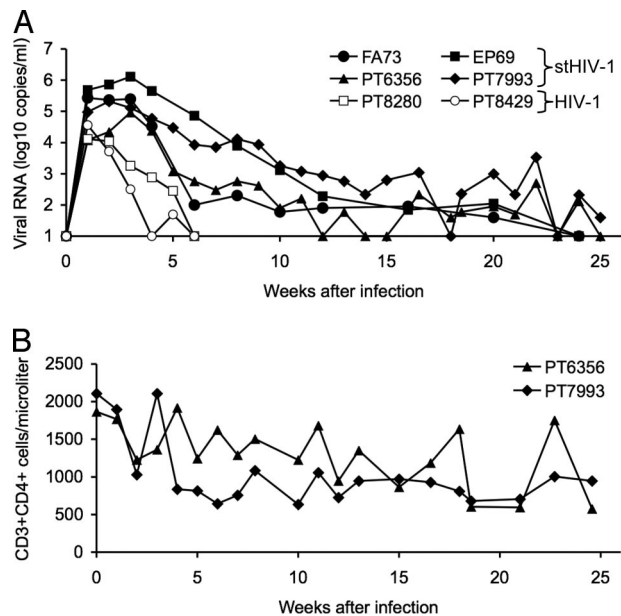 A
Viral RNA (log10 copies/ml)
7
6
5
4
3
2
1
0 5 10 15 20 25
Weeks after infection
FA73 EP69
PT6356 PT7993
stHIV-1
PT8280 PT8429
HIV-1
B
CD3+CD4+ cells/microliter
2500
2000
1500
1000
500
0
0 5 10 15 20 25
Weeks after infection
PT6356
PT7993